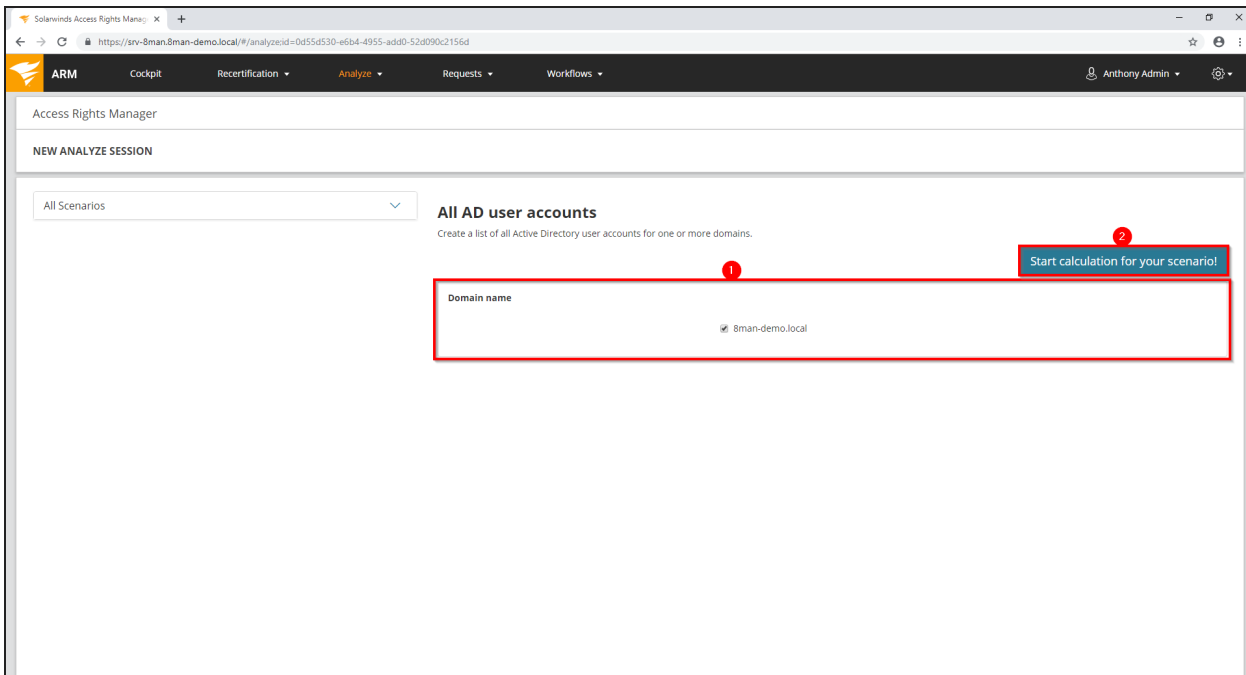 Solarwinds Access Rights Manag
https://srv-8man.8man-demo.local/#/analyze;id=0d55d530-e6b4-4955-add0-52d090c2156d
ARM Cockpit Recertification Analyze Requests Workflows Anthony Admin
Access Rights Manager
NEW ANALYZE SESSION
All Scenarios
All AD user accounts
Create a list of all Active Directory user accounts for one or more domains.
2
Start calculation for your scenario!
1
Domain name
8man-demo.local